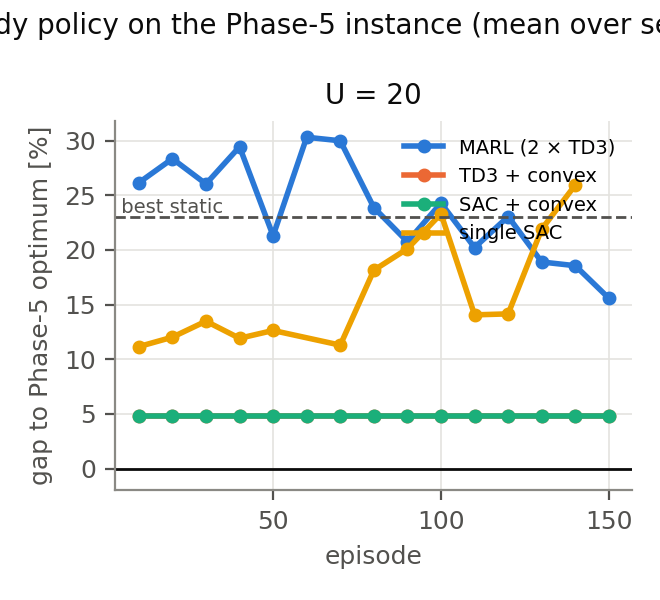 dy policy on the Phase-5 instance (mean over se
U = 20
gap to Phase-5 optimum [%]
30
25
20
15
10
5
0
best static
MARL (2 × TD3)
TD3 + convex
SAC + convex
single SAC
50
100
150
episode